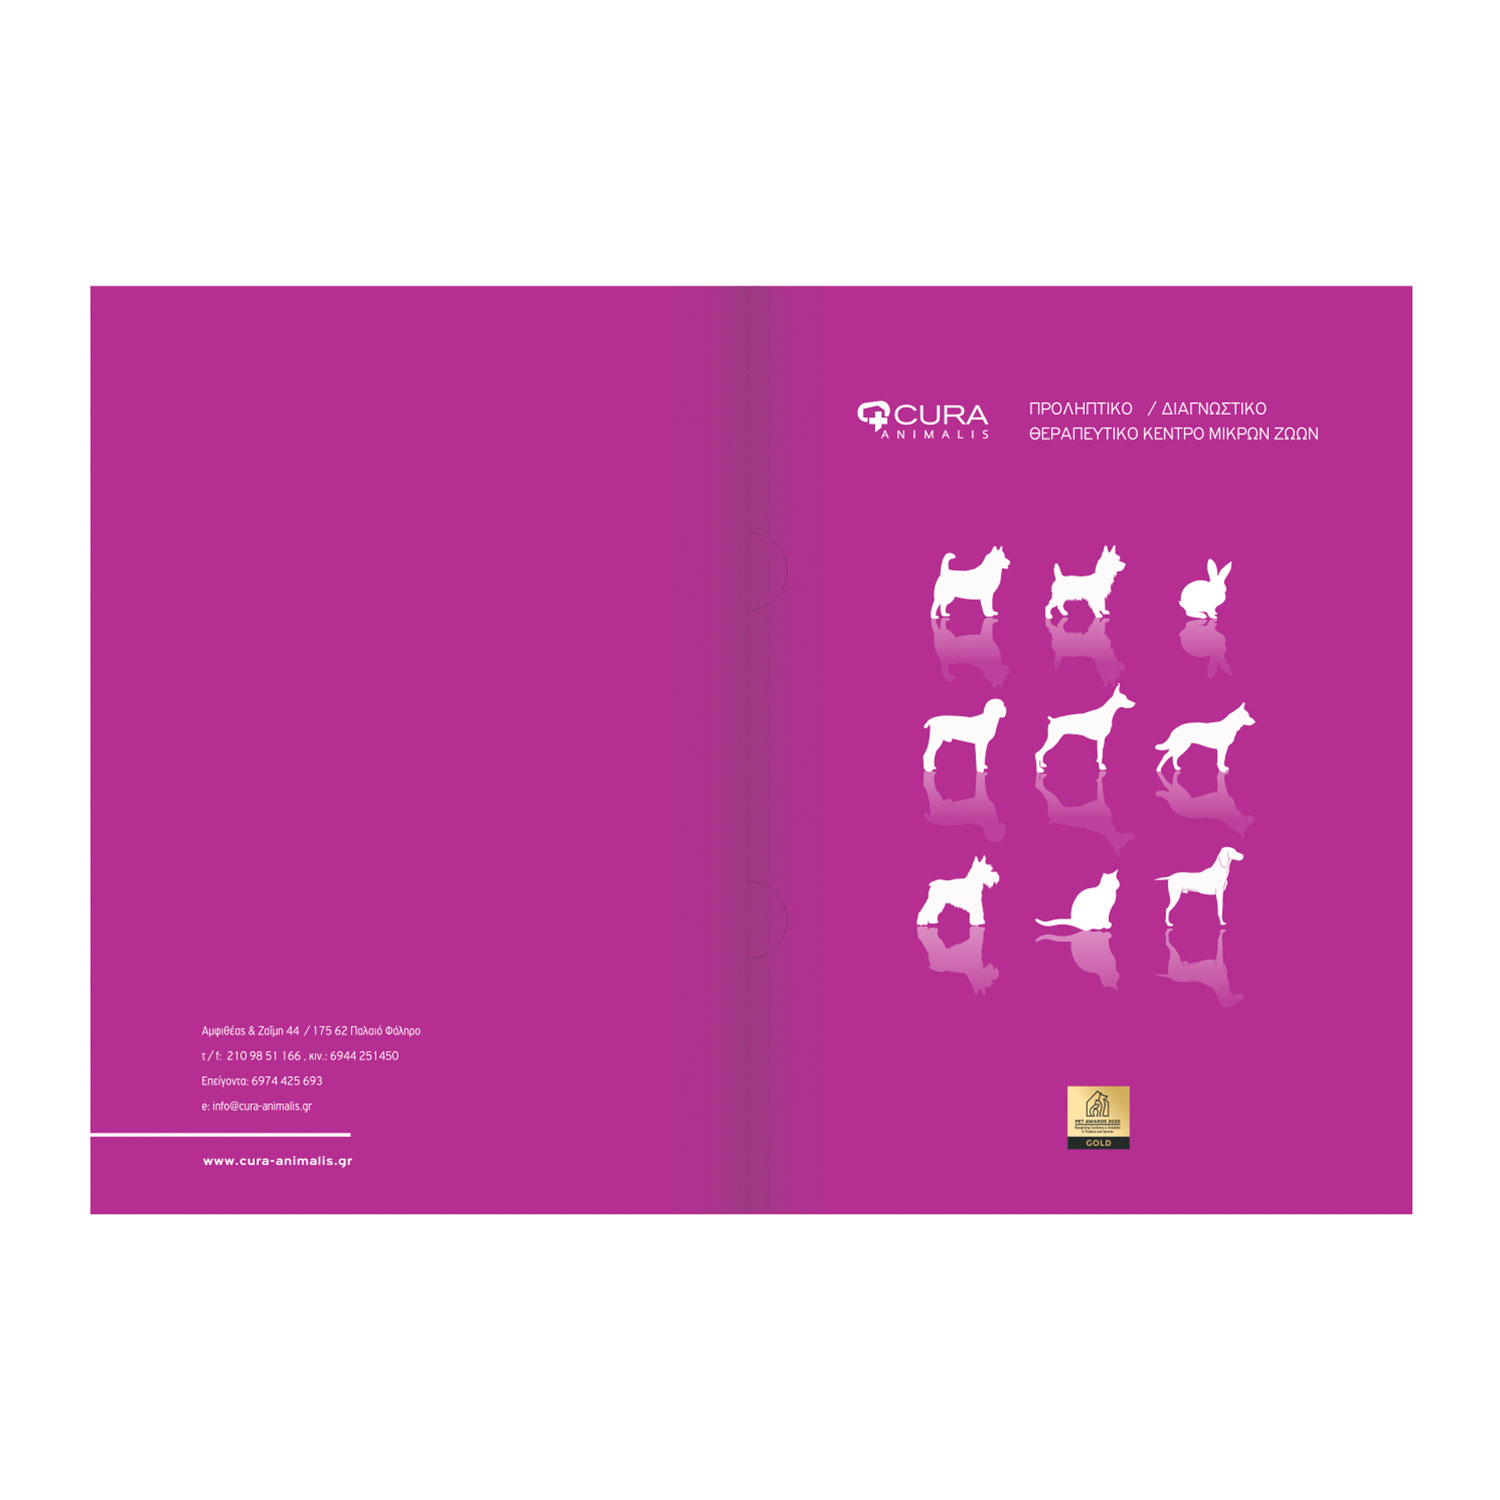 CURA
ANIMALIS
ΠΡΟΛΗΠΤΙΚΟ / ΔΙΑΓΝΩΣΤΙΚΟ
ΘΕΡΑΠΕΥΤΙΚΟ ΚΕΝΤΡΟ ΜΙΚΡΩΝ ΖΩΩΝ
Αμφιθέας & Ζαΐμη 44 / 175 62 Παλαιό Φάληρο
τ / f: 210 98 51 166 , κιν.: 6944 251450
Επείγοντα: 6974 425 693
e: info@cura-animalis.gr
www.cura-animalis.gr
PET AWARDS 2020
GOLD